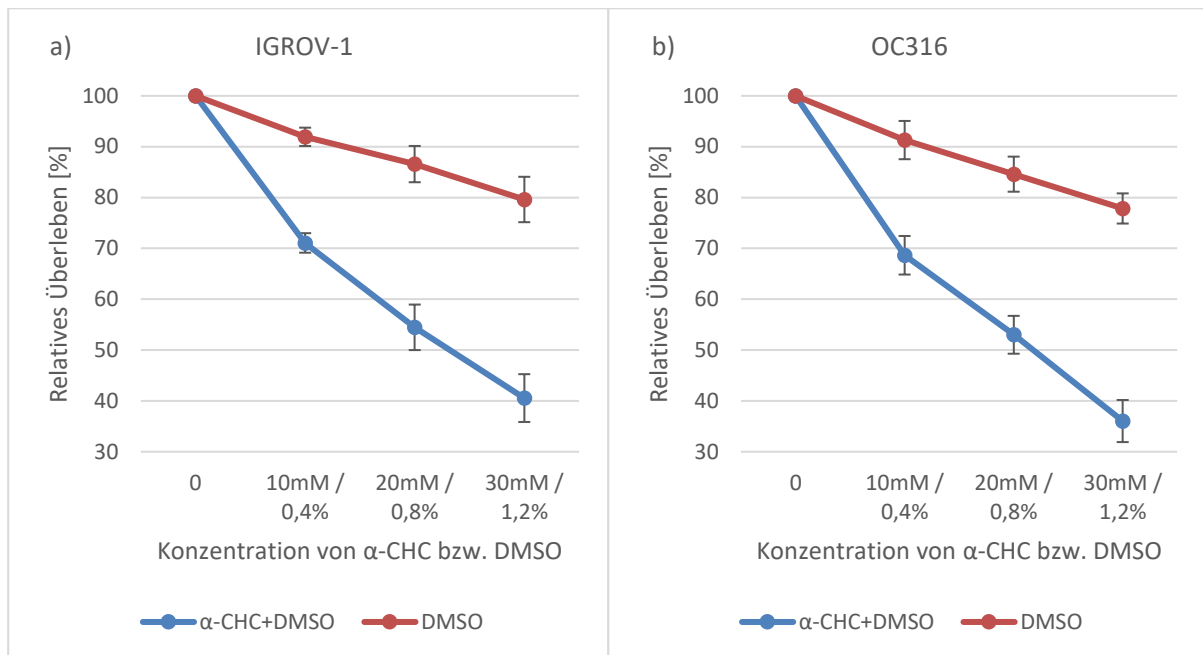 a)
IGROV-1
Relatives Überleben [%]
100
90
80
70
60
50
40
30
0
10mM /
0,4%
20mM /
0,8%
30mM /
1,2%
Konzentration von α-CHC bzw. DMSO
α-CHC+DMSO
DMSO
b)
OC316
Relatives Überleben [%]
100
90
80
70
60
50
40
30
0
10mM /
0,4%
20mM /
0,8%
30mM /
1,2%
Konzentration von α-CHC bzw. DMSO
α-CHC+DMSO
DMSO